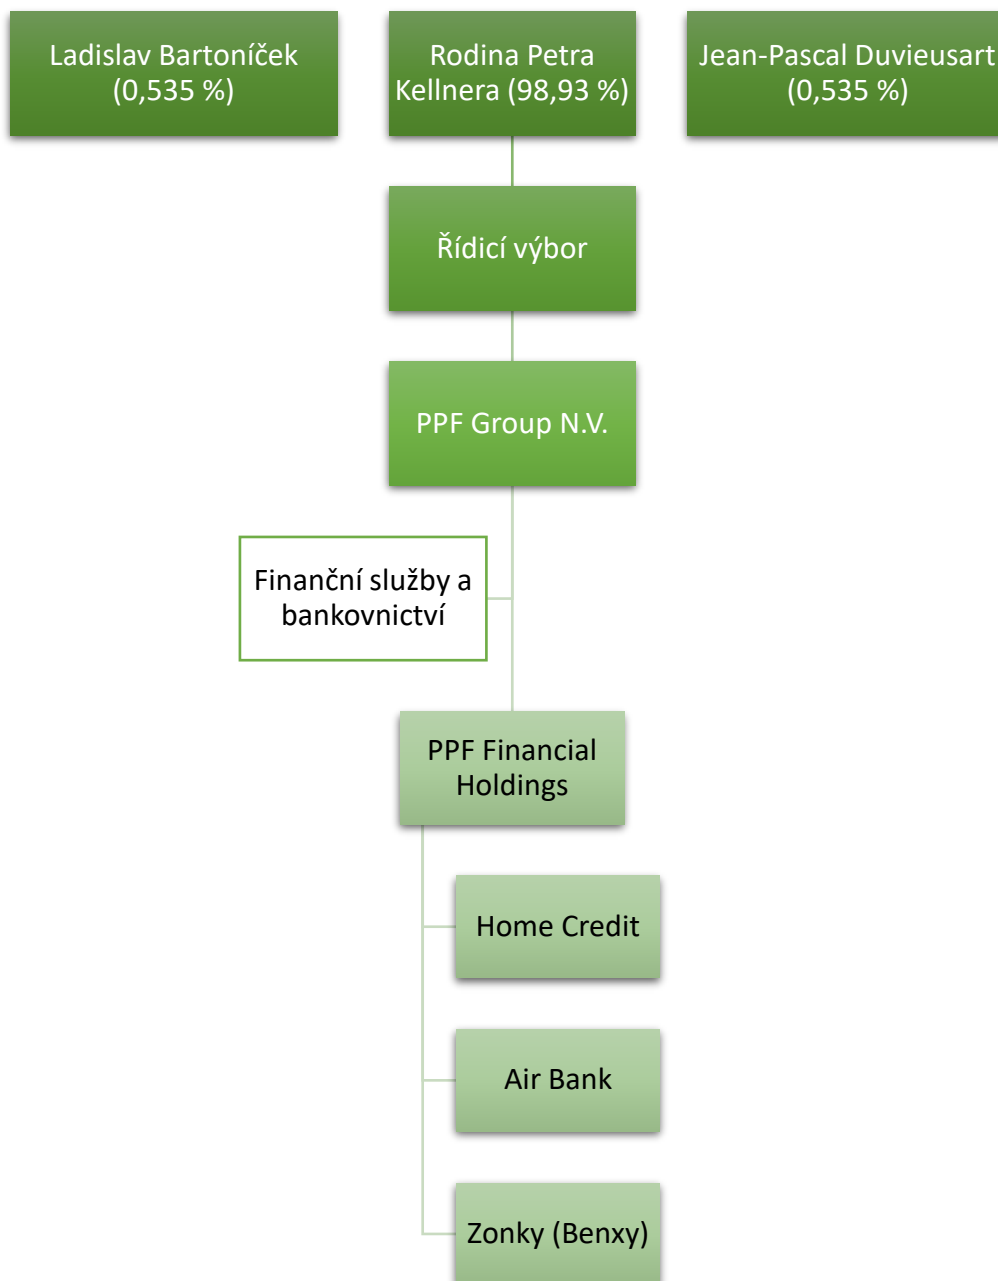 Ladislav Bartoníček
(0,535 %)
Rodina Petra
Kellnera (98,93 %)
Jean-Pascal Duvieusart
(0,535 %)
Řídicí výbor
PPF Group N.V.
Finanční služby a
bankovnictví
PPF Financial
Holdings
Home Credit
Air Bank
Zonky (Benxy)